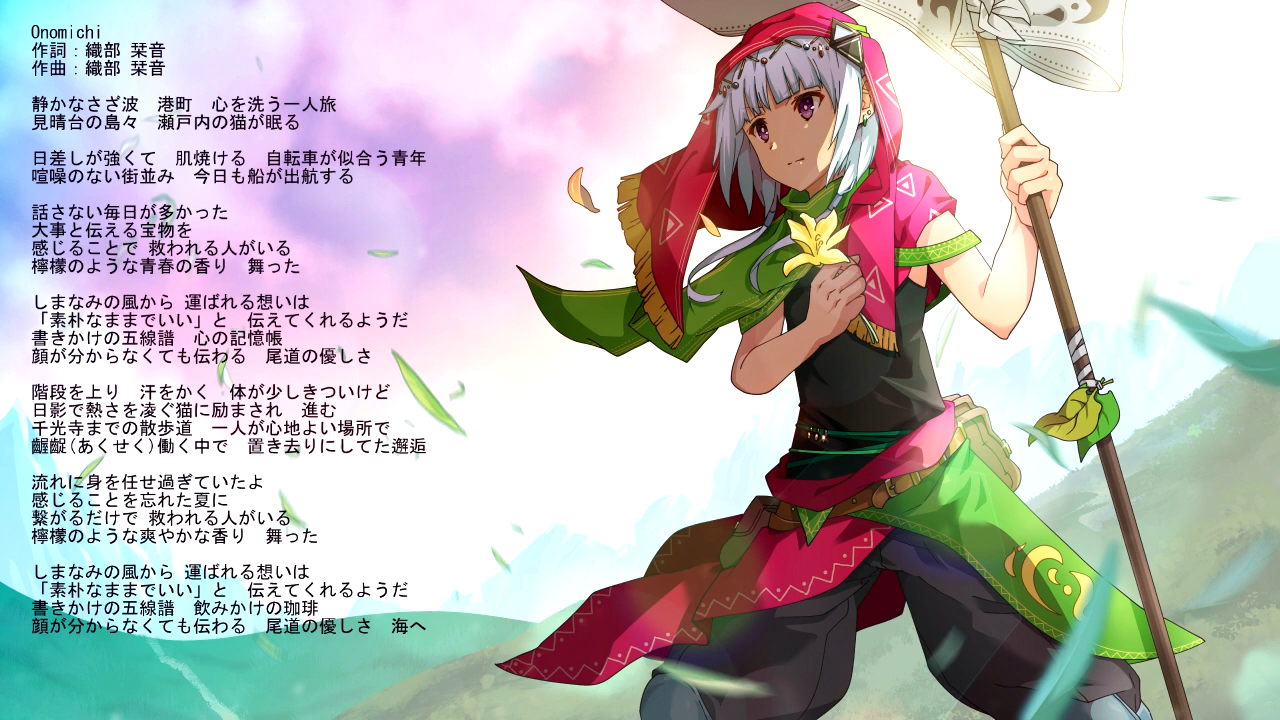 Onomichi
作詞：織部 栞音
作曲：織部 栞音
静かなさざ波　港町　心を洗う一人旅
見晴台の島々　瀬戸内の猫が眠る
日差しが強くて　肌焼ける　自転車が似合う青年
喧噪のない街並み　今日も船が出航する
話さない毎日が多かった
大事と伝える宝物を
感じることで 救われる人がいる
檸檬のような青春の香り　舞った
しまなみの風から 運ばれる想いは
「素朴なままでいい」と　伝えてくれるようだ
書きかけの五線譜　心の記憶帳
顔が分からなくても伝わる　尾道の優しさ
階段を上り　汗をかく　体が少しきついけど
日影で熱さを凌ぐ猫に励まされ　進む
千光寺までの散歩道　一人が心地よい場所で
齷齪(あくせく)働く中で　置き去りにしてた邂逅
流れに身を任せ過ぎていたよ
感じることを忘れた夏に
繋がるだけで 救われる人がいる
檸檬のような爽やかな香り　舞った
しまなみの風から 運ばれる想いは
「素朴なままでいい」と　伝えてくれるようだ
書きかけの五線譜　飲みかけの珈琲
顔が分からなくても伝わる　尾道の優しさ　海へ